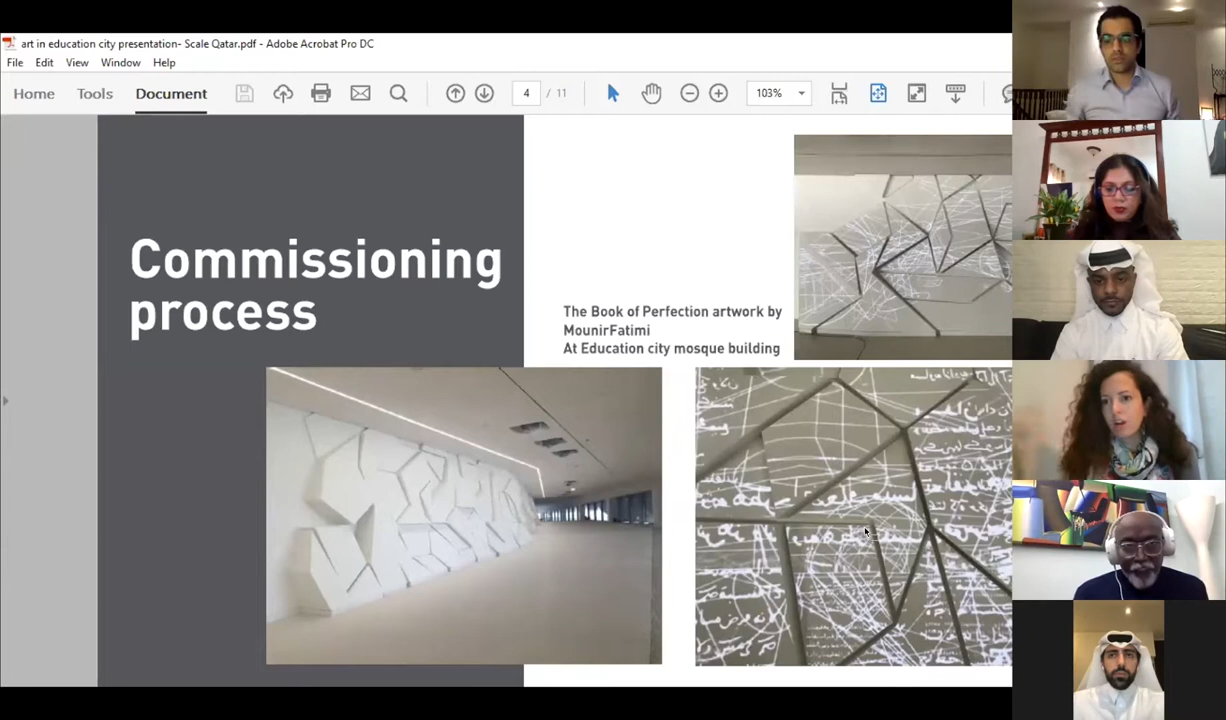 art in education city presentation- Scale Qatar.pdf - Adobe Acrobat Pro DC
File Edit View Window Help
Home Tools Document 4 / 11 103%
Commissioning
process
The Book of Perfection artwork by
MounirFatimi
At Education city mosque building